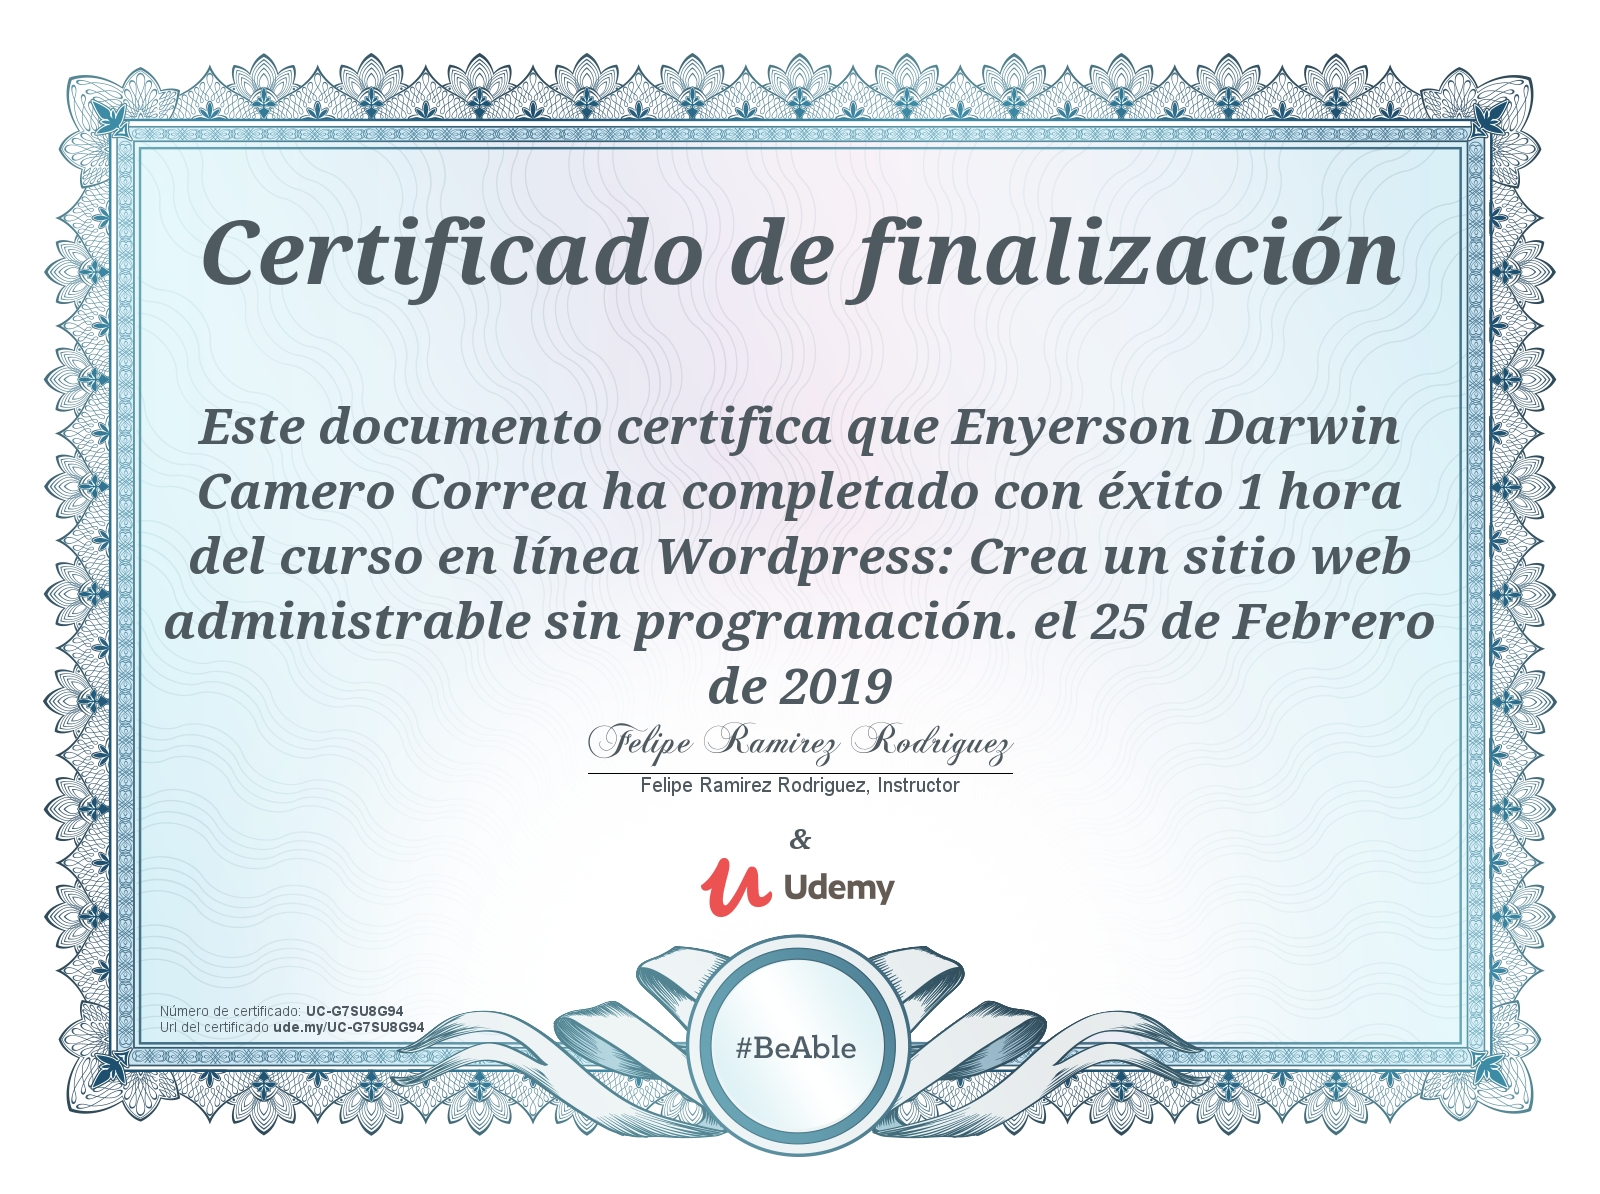 Certificado de finalización
Este documento certifica que Enyerson Darwin
Camero Correa ha completado con éxito 1 hora
del curso en línea Wordpress: Crea un sitio web
administrable sin programación. el 25 de Febrero
de 2019
Felipe Ramirez Rodriguez
Felipe Ramirez Rodriguez, Instructor
&
Udemy
Número de certificado: UC-G7SU8G94
Url del certificado ude.my/UC-G7SU8G94
#BeAble